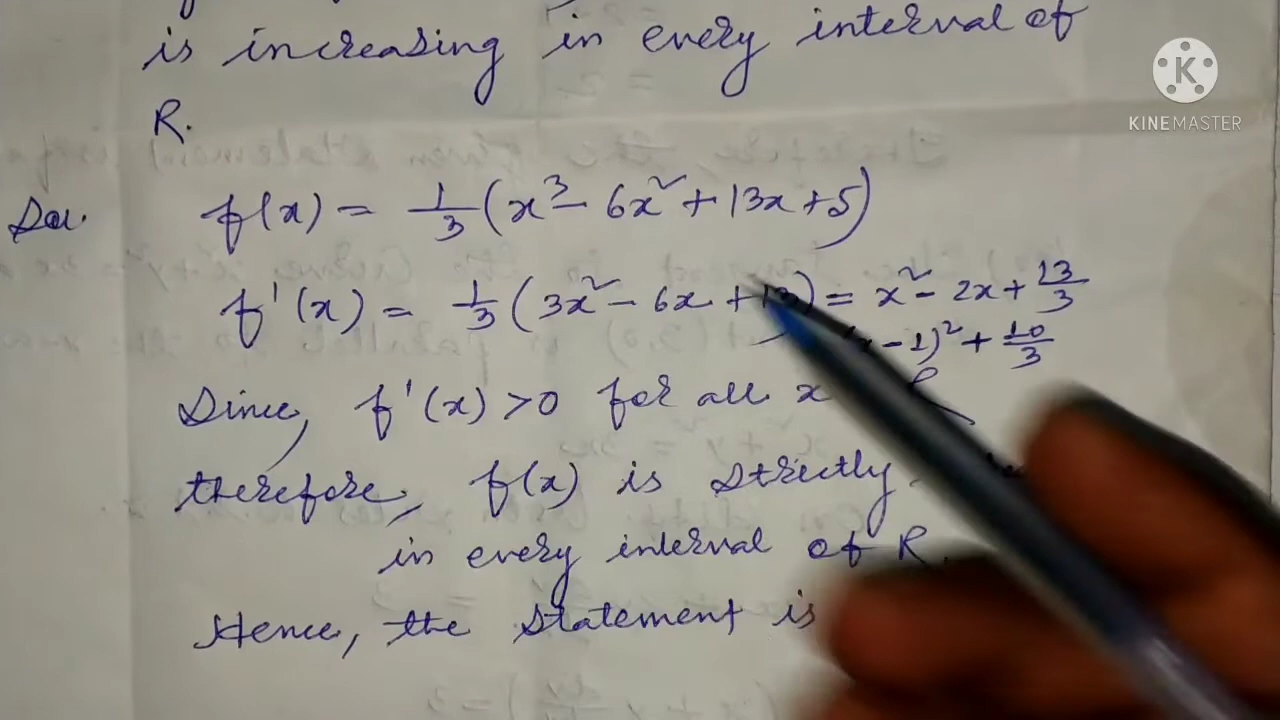 is increasing in every interval of
R.
K
KINEMASTER
Sol. f(x) = 1/3 (x³ - 6x² + 13x + 5)
f'(x) = 1/3 (3x² - 6x + 13) = x² - 2x + 13/3
- 1)² + 10/3
Since, f'(x) > 0 for all x
therefore, f(x) is strictly
in every interval of R.
Hence, the statement is